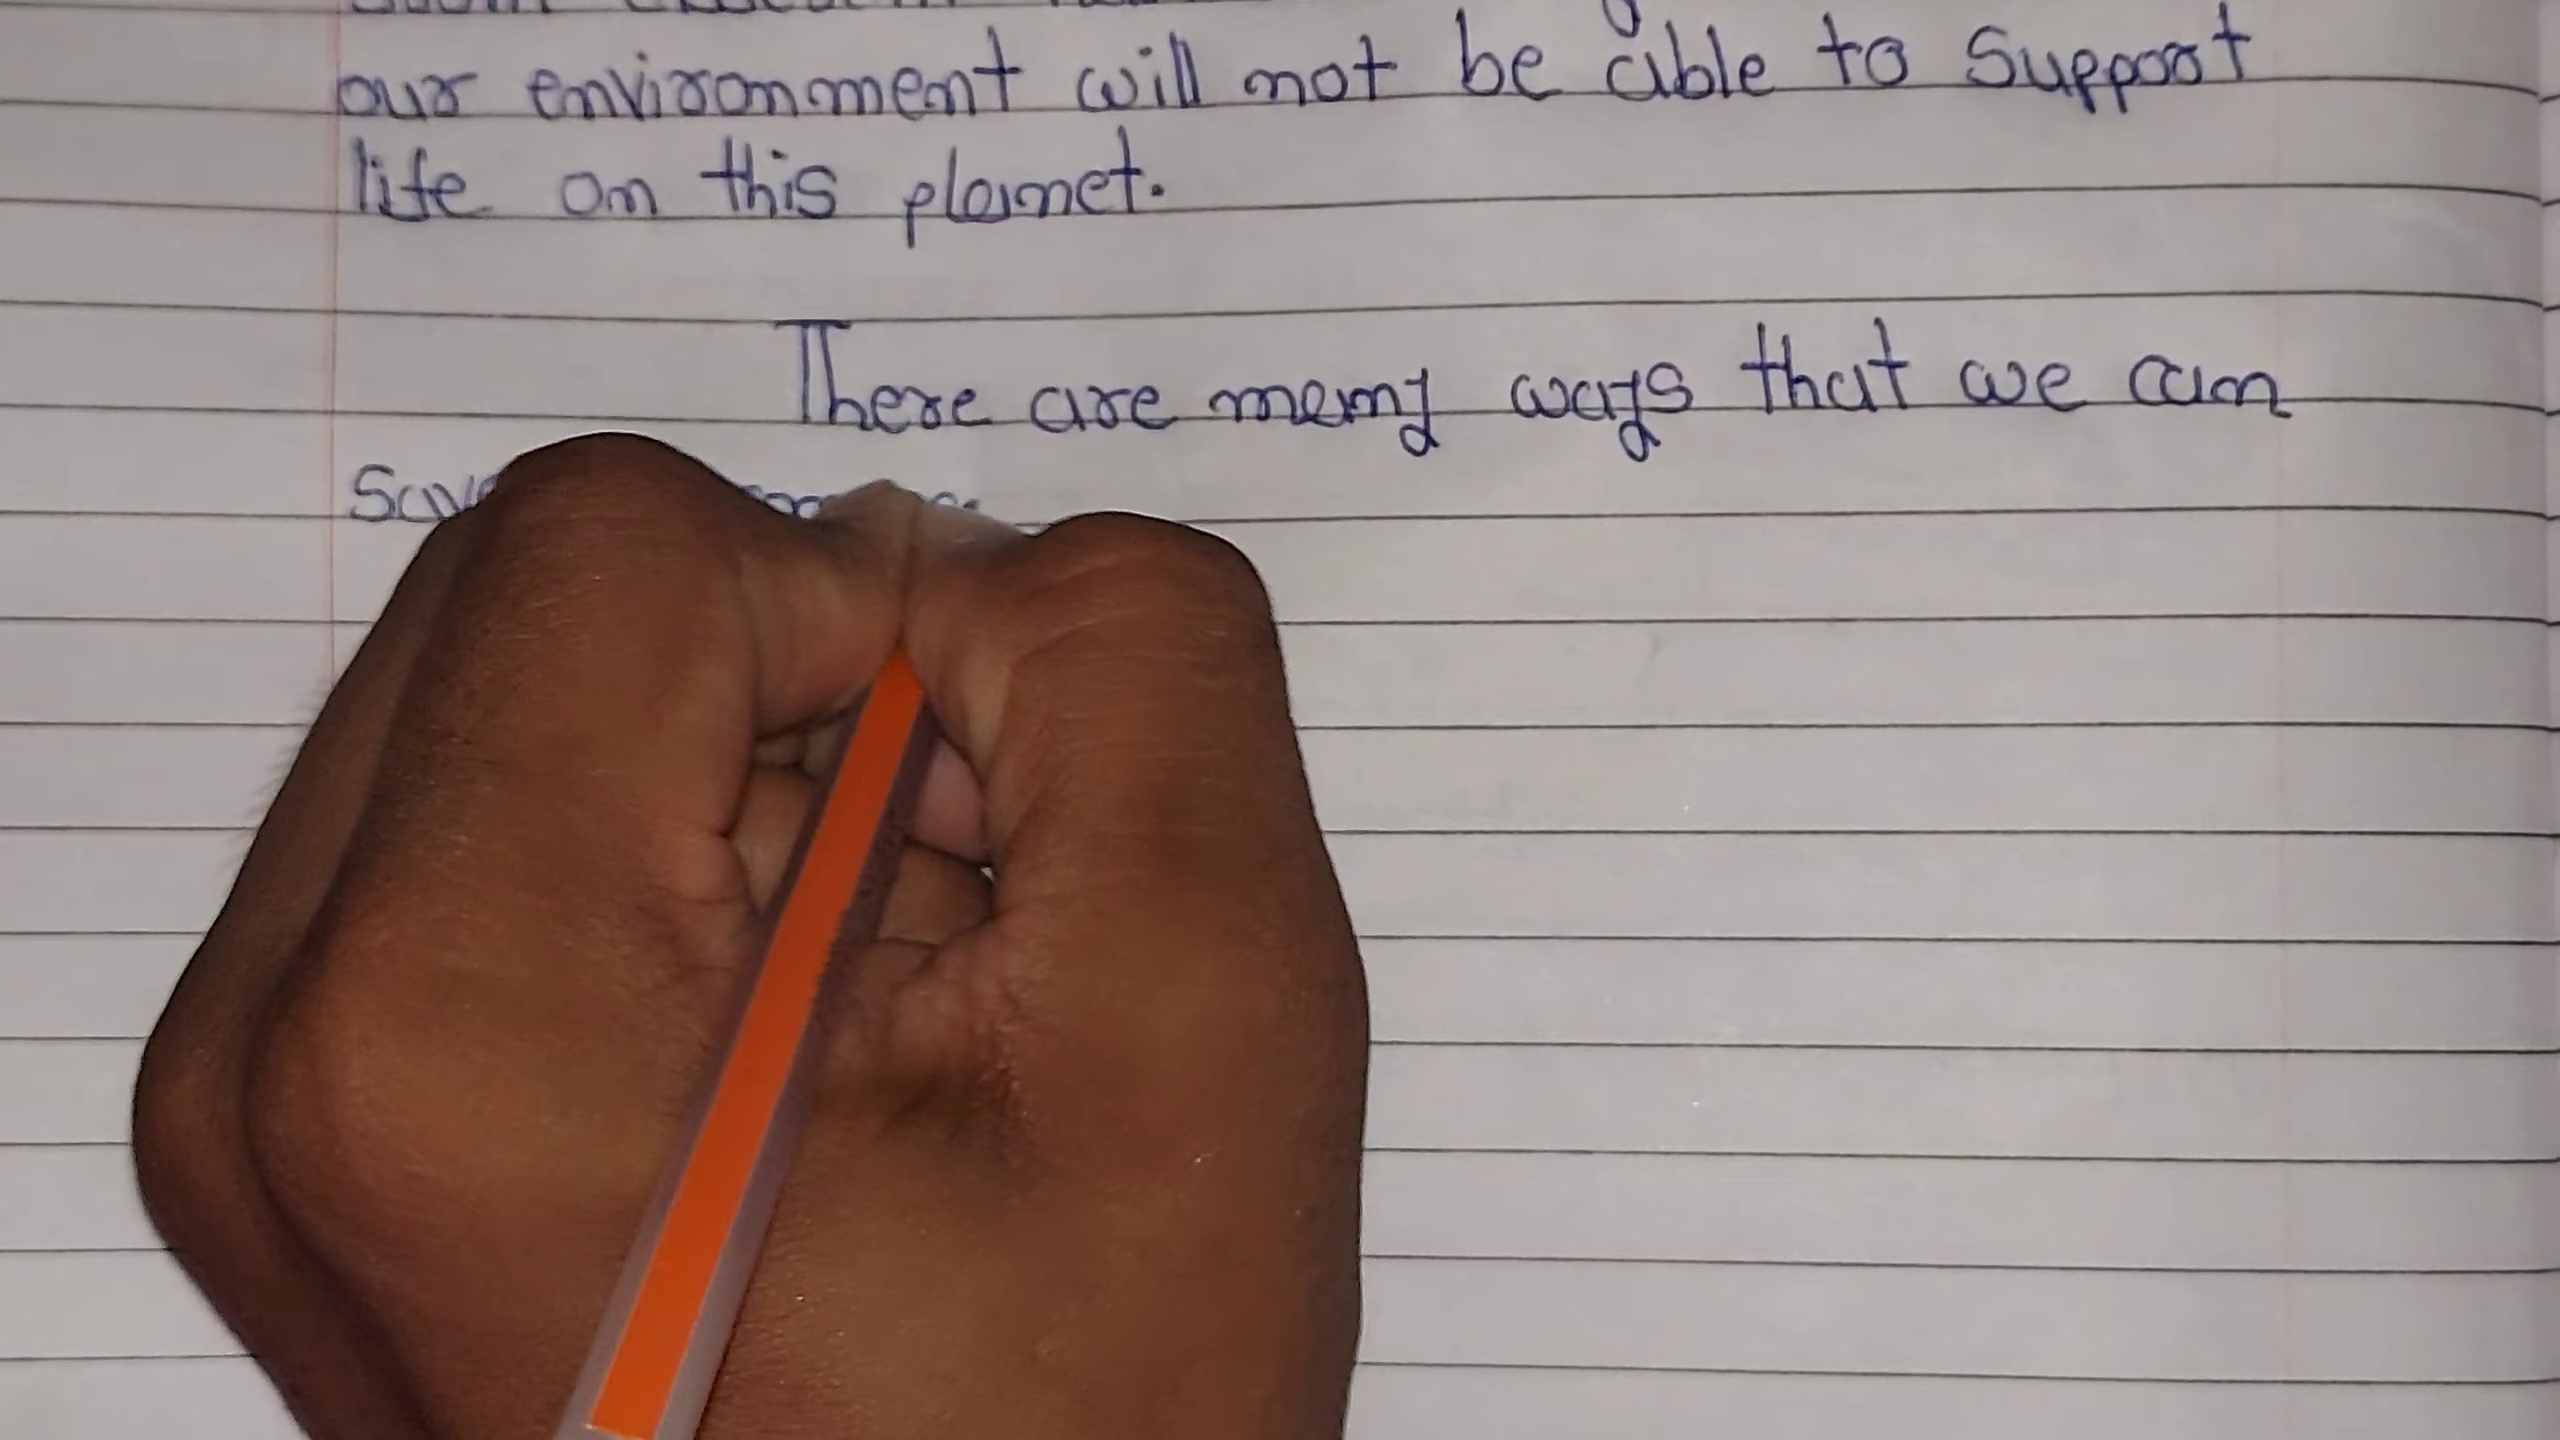 our environment will not be able to support
life on this planet.
There are many ways that we can